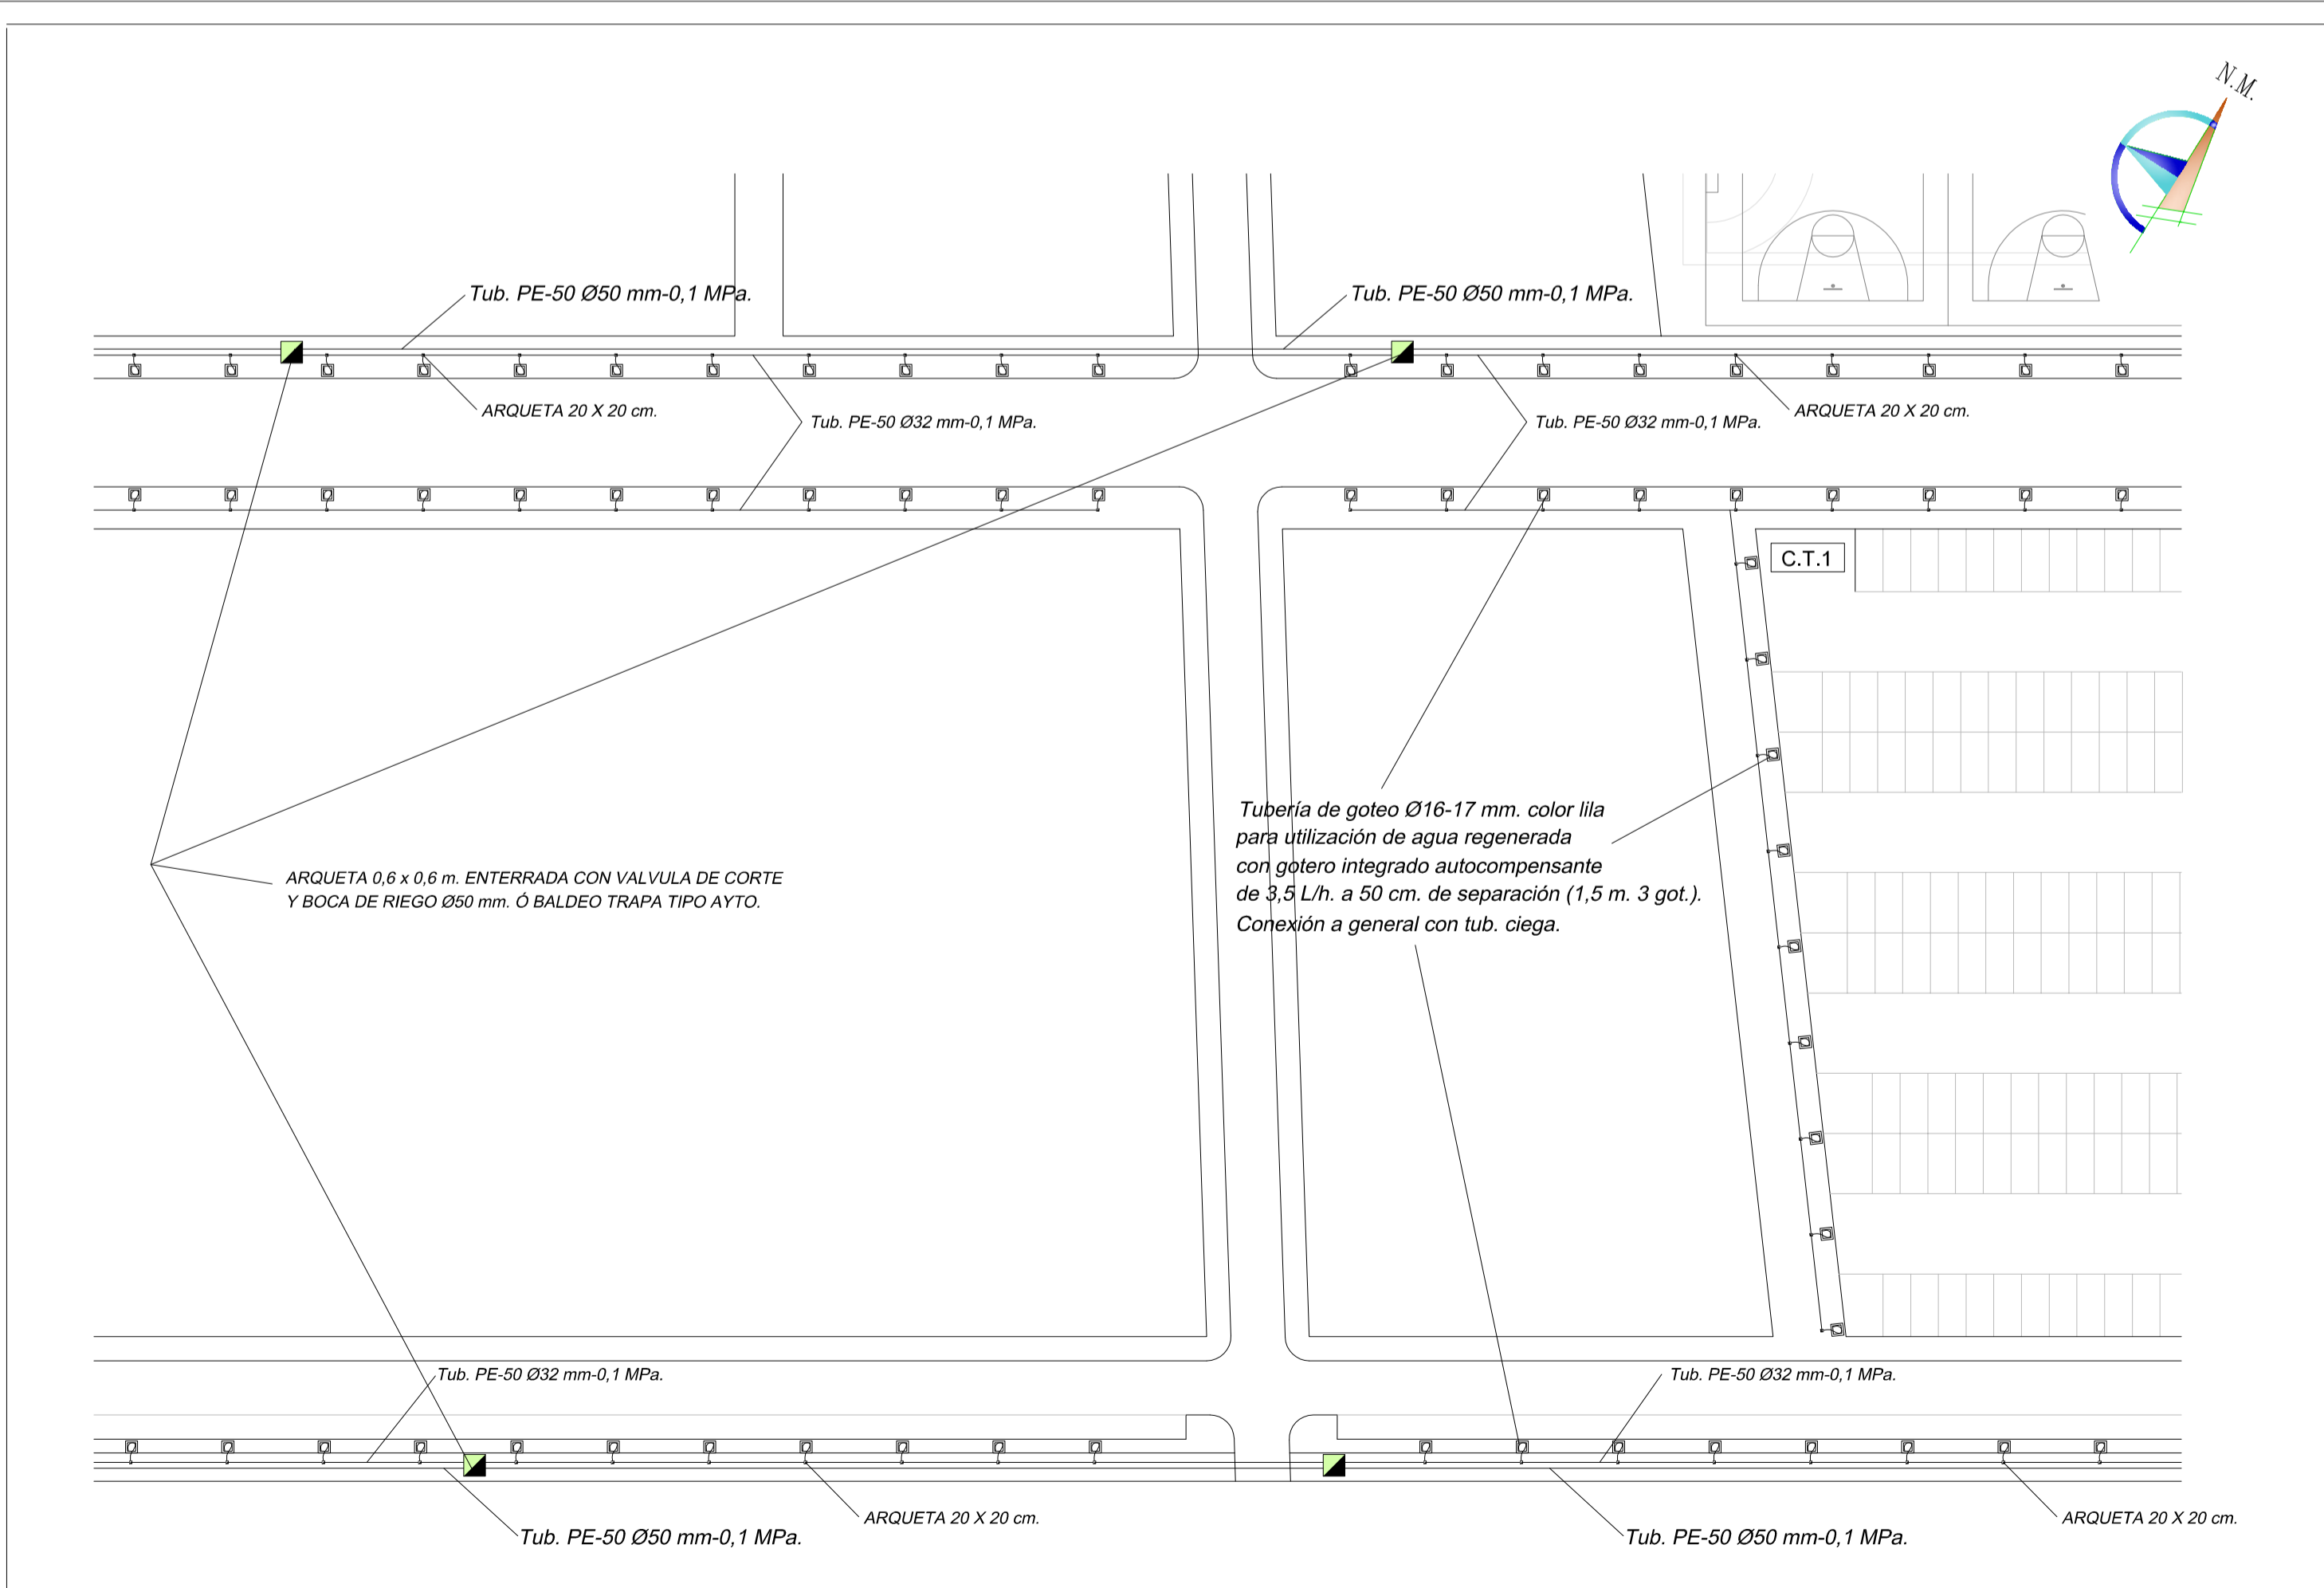 N.M.
Tub. PE-50 Ø50 mm-0,1 MPa.
Tub. PE-50 Ø50 mm-0,1 MPa.
ARQUETA 20 X 20 cm.
Tub. PE-50 Ø32 mm-0,1 MPa.
Tub. PE-50 Ø32 mm-0,1 MPa.
ARQUETA 20 X 20 cm.
C.T.1
Tubería de goteo Ø16-17 mm. color lila
para utilización de agua regenerada
con gotero integrado autocompensante
de 3,5 L/h. a 50 cm. de separación (1,5 m. 3 got.).
Conexión a general con tub. ciega.
ARQUETA 0,6 x 0,6 m. ENTERRADA CON VALVULA DE CORTE
Y BOCA DE RIEGO Ø50 mm. Ó BALDEO TRAPA TIPO AYTO.
Tub. PE-50 Ø32 mm-0,1 MPa.
Tub. PE-50 Ø32 mm-0,1 MPa.
ARQUETA 20 X 20 cm.
ARQUETA 20 X 20 cm.
Tub. PE-50 Ø50 mm-0,1 MPa.
Tub. PE-50 Ø50 mm-0,1 MPa.